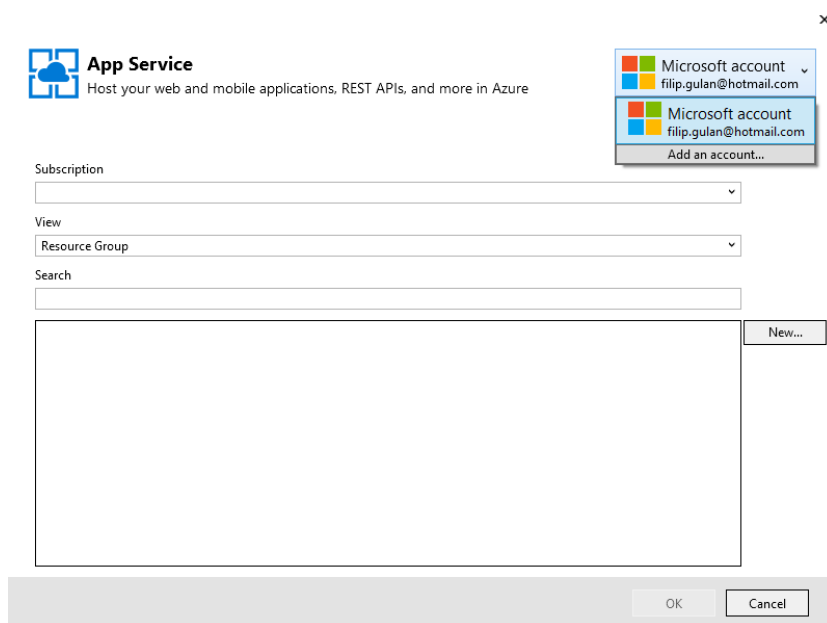 App Service
Host your web and mobile applications, REST APIs, and more in Azure
Microsoft account
filip.gulan@hotmail.com
Microsoft account
filip.gulan@hotmail.com
Add an account...
Subscription
View
Resource Group
Search
New...
OK
Cancel